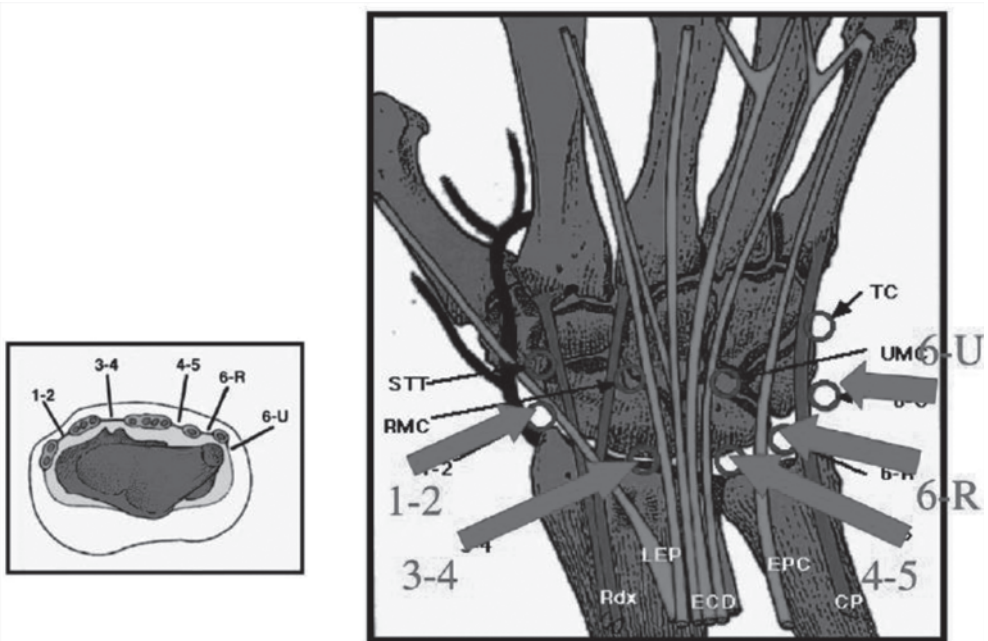 3-4
4-5
1-2
6-R
6-U
TC
6-U
UMC
STT
RMC
1-2
6-R
3-4
LEP
EPC
4-5
Rdx
ECD
CP